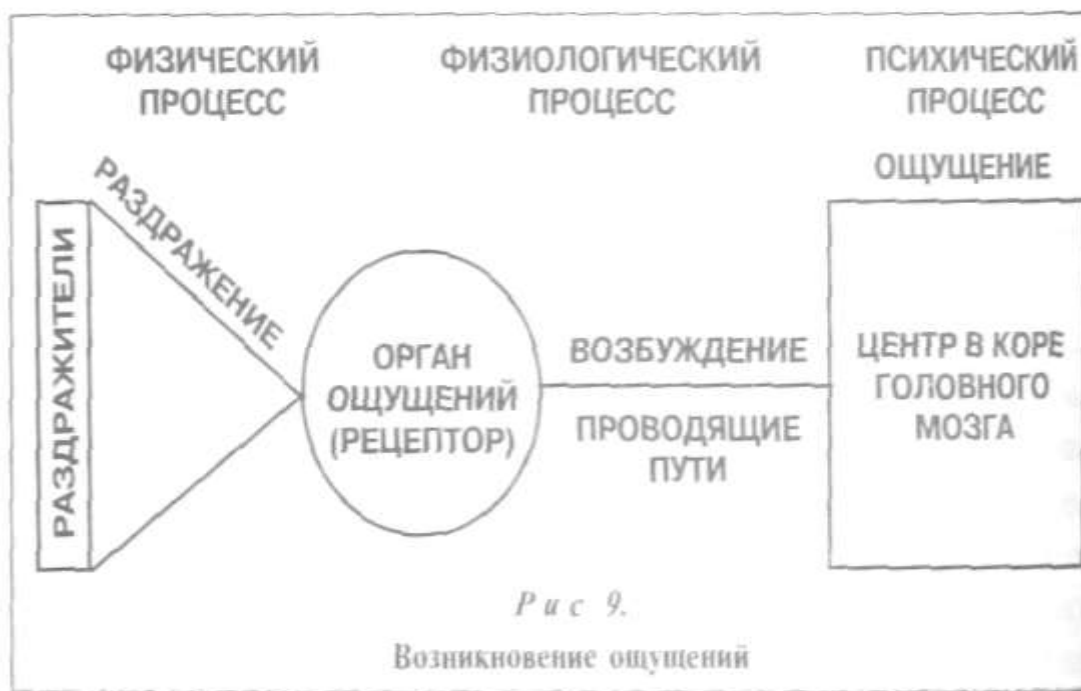 ФИЗИЧЕСКИЙ
ПРОЦЕСС
ФИЗИОЛОГИЧЕСКИЙ
ПРОЦЕСС
ПСИХИЧЕСКИЙ
ПРОЦЕСС
ОЩУЩЕНИЕ
РАЗДРАЖИТЕЛИ
РАЗДРАЖЕНИЕ
ОРГАН
ОЩУЩЕНИЙ
(РЕЦЕПТОР)
ВОЗБУЖДЕНИЕ
ПРОВОДЯЩИЕ
ПУТИ
ЦЕНТР В КОРЕ
ГОЛОВНОГО
МОЗГА
Рис 9.
Возникновение ощущений